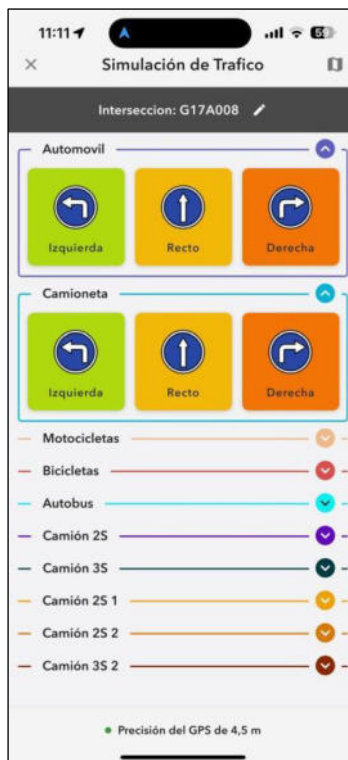 11:11
59
Simulación de Trafico
Interseccion: G17A008
Automovil
Izquierda Recto Derecha
Camioneta
Izquierda Recto Derecha
Motocicletas
Bicicletas
Autobus
Camión 2S
Camión 3S
Camión 2S 1
Camión 2S 2
Camión 3S 2
Precisión del GPS de 4,5 m